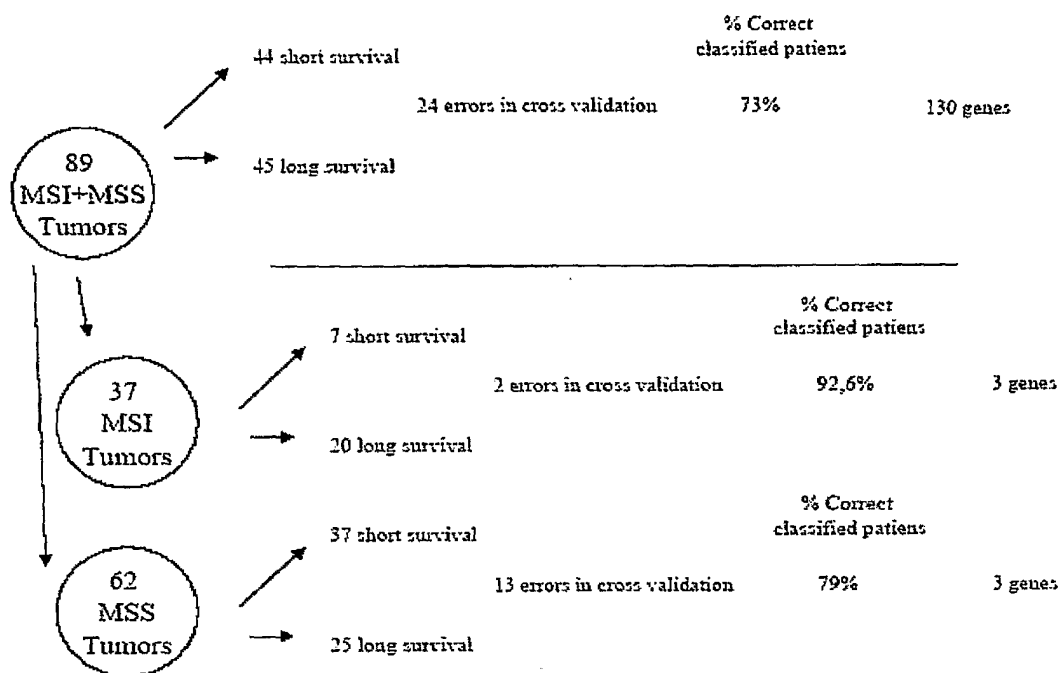 % Correct
classified patiens
44 short survival
24 errors in cross validation 73% 130 genes
45 long survival
89
MSI+MSS
Tumors
% Correct
classified patiens
7 short survival
2 errors in cross validation 92,6% 3 genes
20 long survival
37
MSI
Tumors
% Correct
classified patiens
37 short survival
13 errors in cross validation 79% 3 genes
25 long survival
62
MSS
Tumors